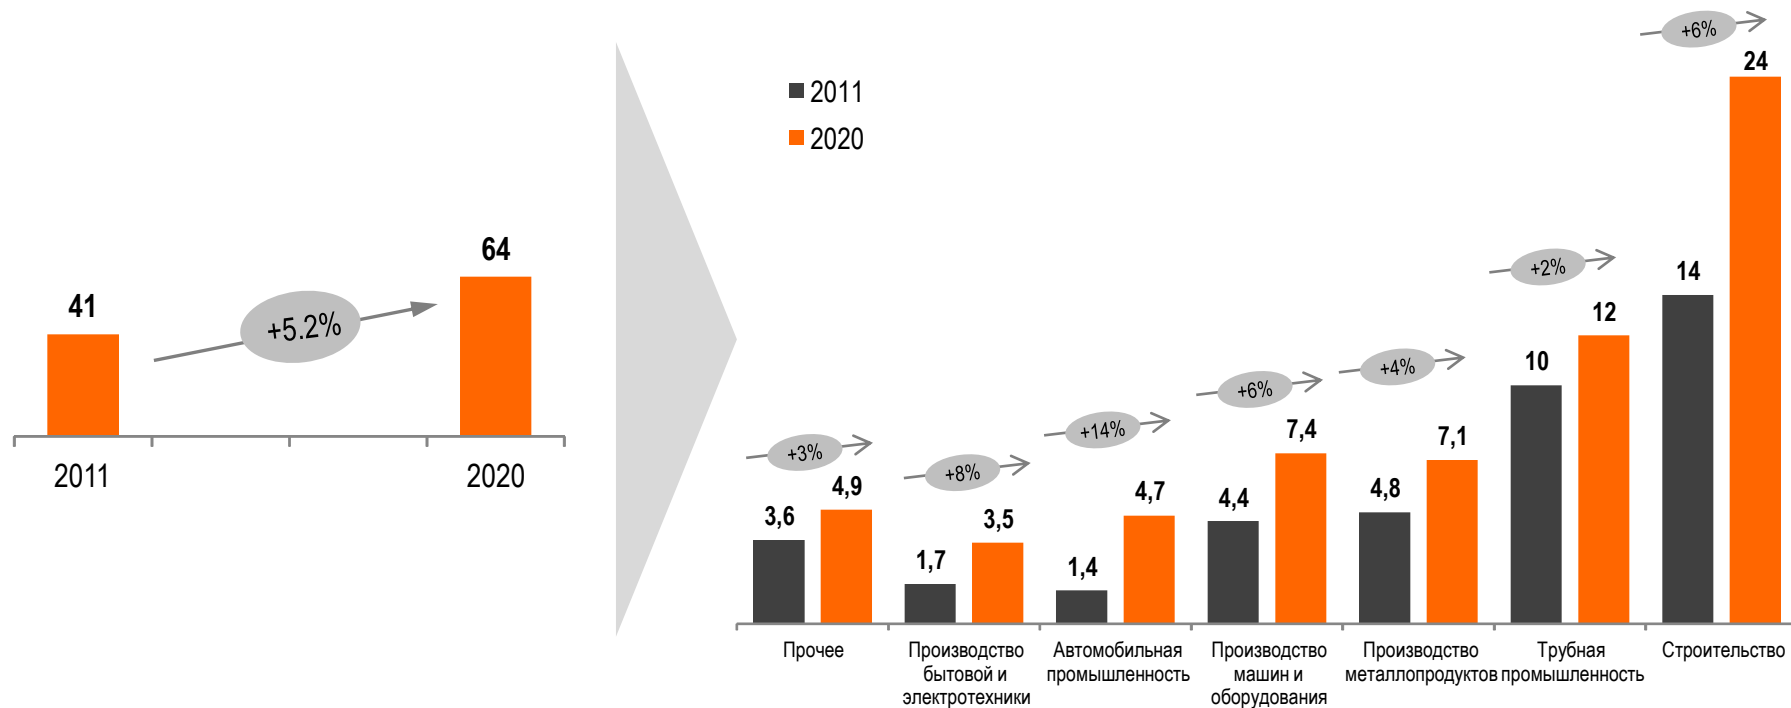 41
64
+5.2%
2011
2020
2011
2020
+3%
3,6
4,9
+8%
1,7
3,5
+14%
1,4
4,7
+6%
4,4
7,4
+4%
4,8
7,1
+2%
10
12
+6%
14
24
Прочее
Производство
бытовой и
электротехники
Автомобильная
промышленность
Производство
машин и
оборудования
Производство
металлопродуктов
Трубная
промышленность
Строительство